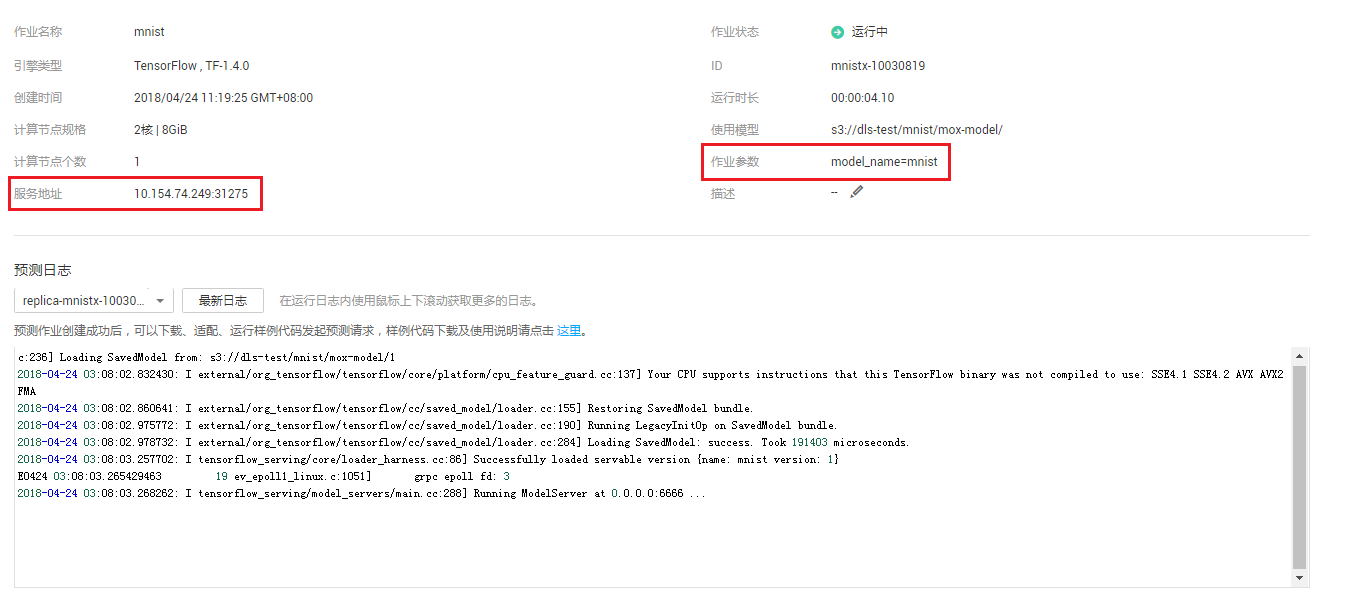 作业名称 mnist 作业状态 运行中
引擎类型 TensorFlow , TF-1.4.0 ID mnistx-10030819
创建时间 2018/04/24 11:19:25 GMT+08:00 运行时长 00:00:04.10
计算节点规格 2核 | 8GiB 使用模型 s3://dls-test/mnist/mox-model/
计算节点个数 1 作业参数 model_name=mnist
服务地址 10.154.74.249:31275 描述 --
预测日志
replica-mnistx-10030... 最新日志 在运行日志内使用鼠标上下滚动获取更多的日志。
预测作业创建成功后，可以下载、适配、运行样例代码发起预测请求，样例代码下载及使用说明请点击 这里。
c:236] Loading SavedModel from: s3://dls-test/mnist/mox-model/1
2018-04-24 03:08:02.832430: I external/org_tensorflow/tensorflow/core/platform/cpu_feature_guard.cc:137] Your CPU supports instructions that this TensorFlow binary was not compiled to use: SSE4.1 SSE4.2 AVX AVX2
FMA
2018-04-24 03:08:02.860641: I external/org_tensorflow/tensorflow/cc/saved_model/loader.cc:155] Restoring SavedModel bundle.
2018-04-24 03:08:02.975772: I external/org_tensorflow/tensorflow/cc/saved_model/loader.cc:190] Running LegacyInitOp on SavedModel bundle.
2018-04-24 03:08:02.978732: I external/org_tensorflow/tensorflow/cc/saved_model/loader.cc:284] Loading SavedModel: success. Took 191403 microseconds.
2018-04-24 03:08:03.257702: I tensorflow_serving/core/loader_harness.cc:86] Successfully loaded servable version {name: mnist version: 1}
E0424 03:08:03.265429463 19 ev_epoll1_linux.c:1051] grpc epoll fd: 3
2018-04-24 03:08:03.268262: I tensorflow_serving/model_servers/main.cc:288] Running ModelServer at 0.0.0.0:6666 ...